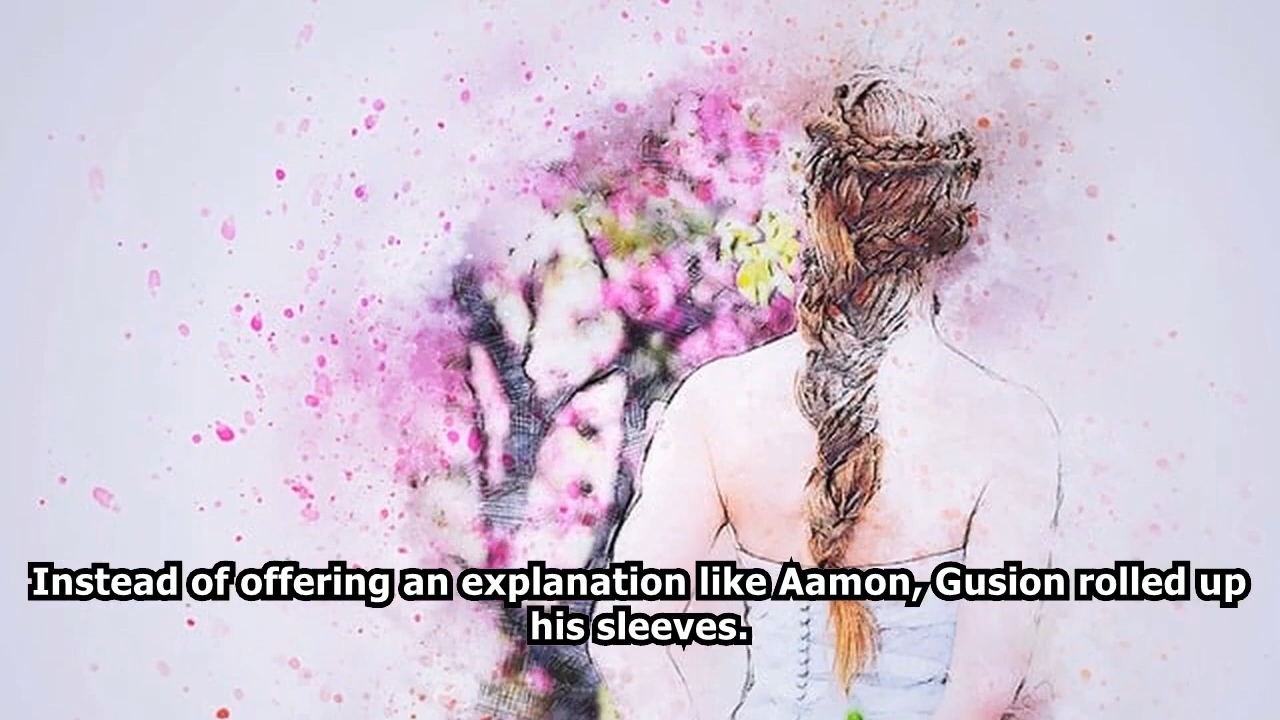 Instead of offering an explanation like Aamon, Gusion rolled up
his sleeves.